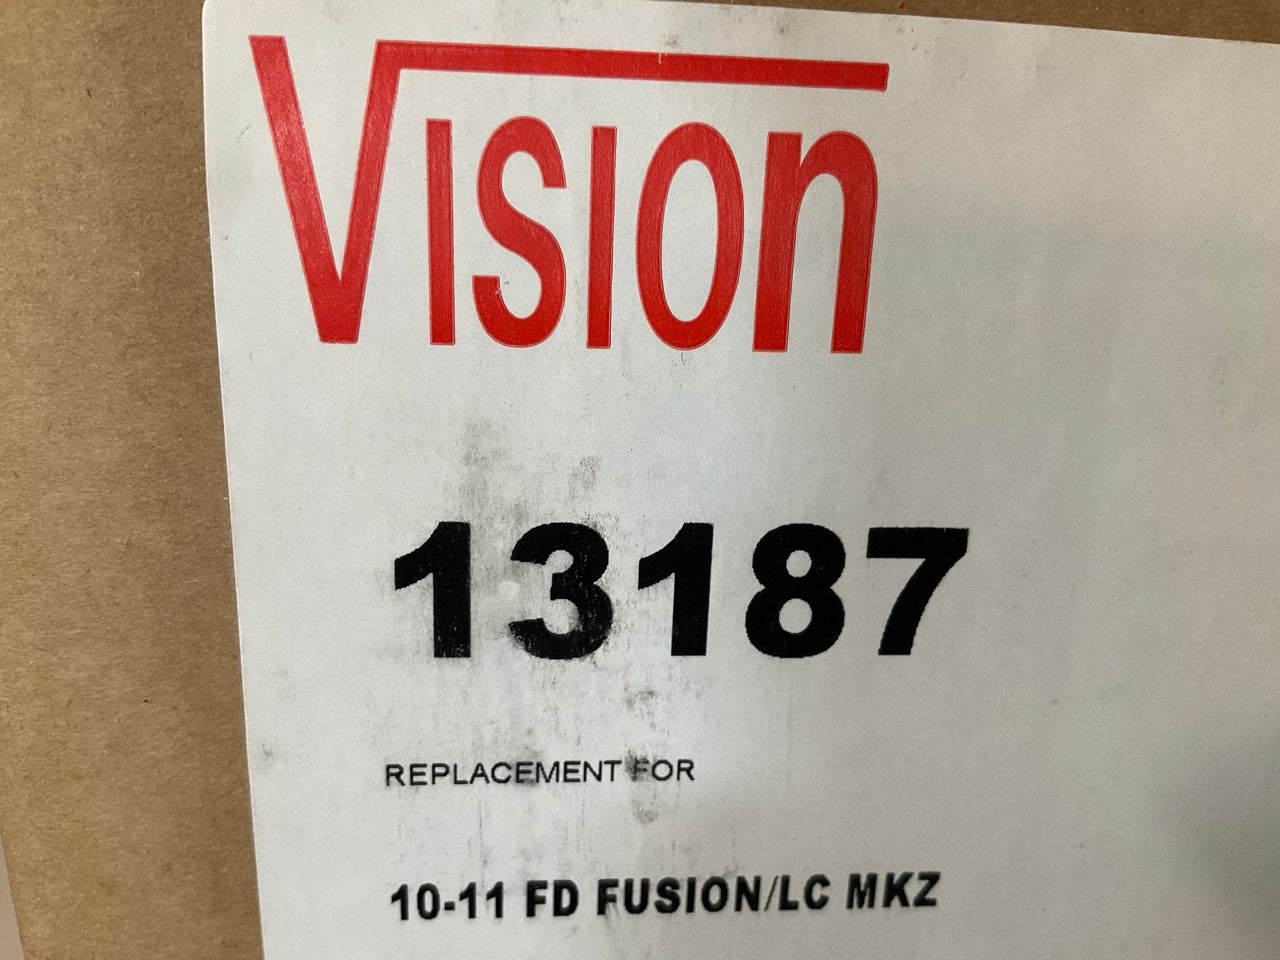 Vision
13187
REPLACEMENT FOR
10-11 FD FUSION/LC MKZ